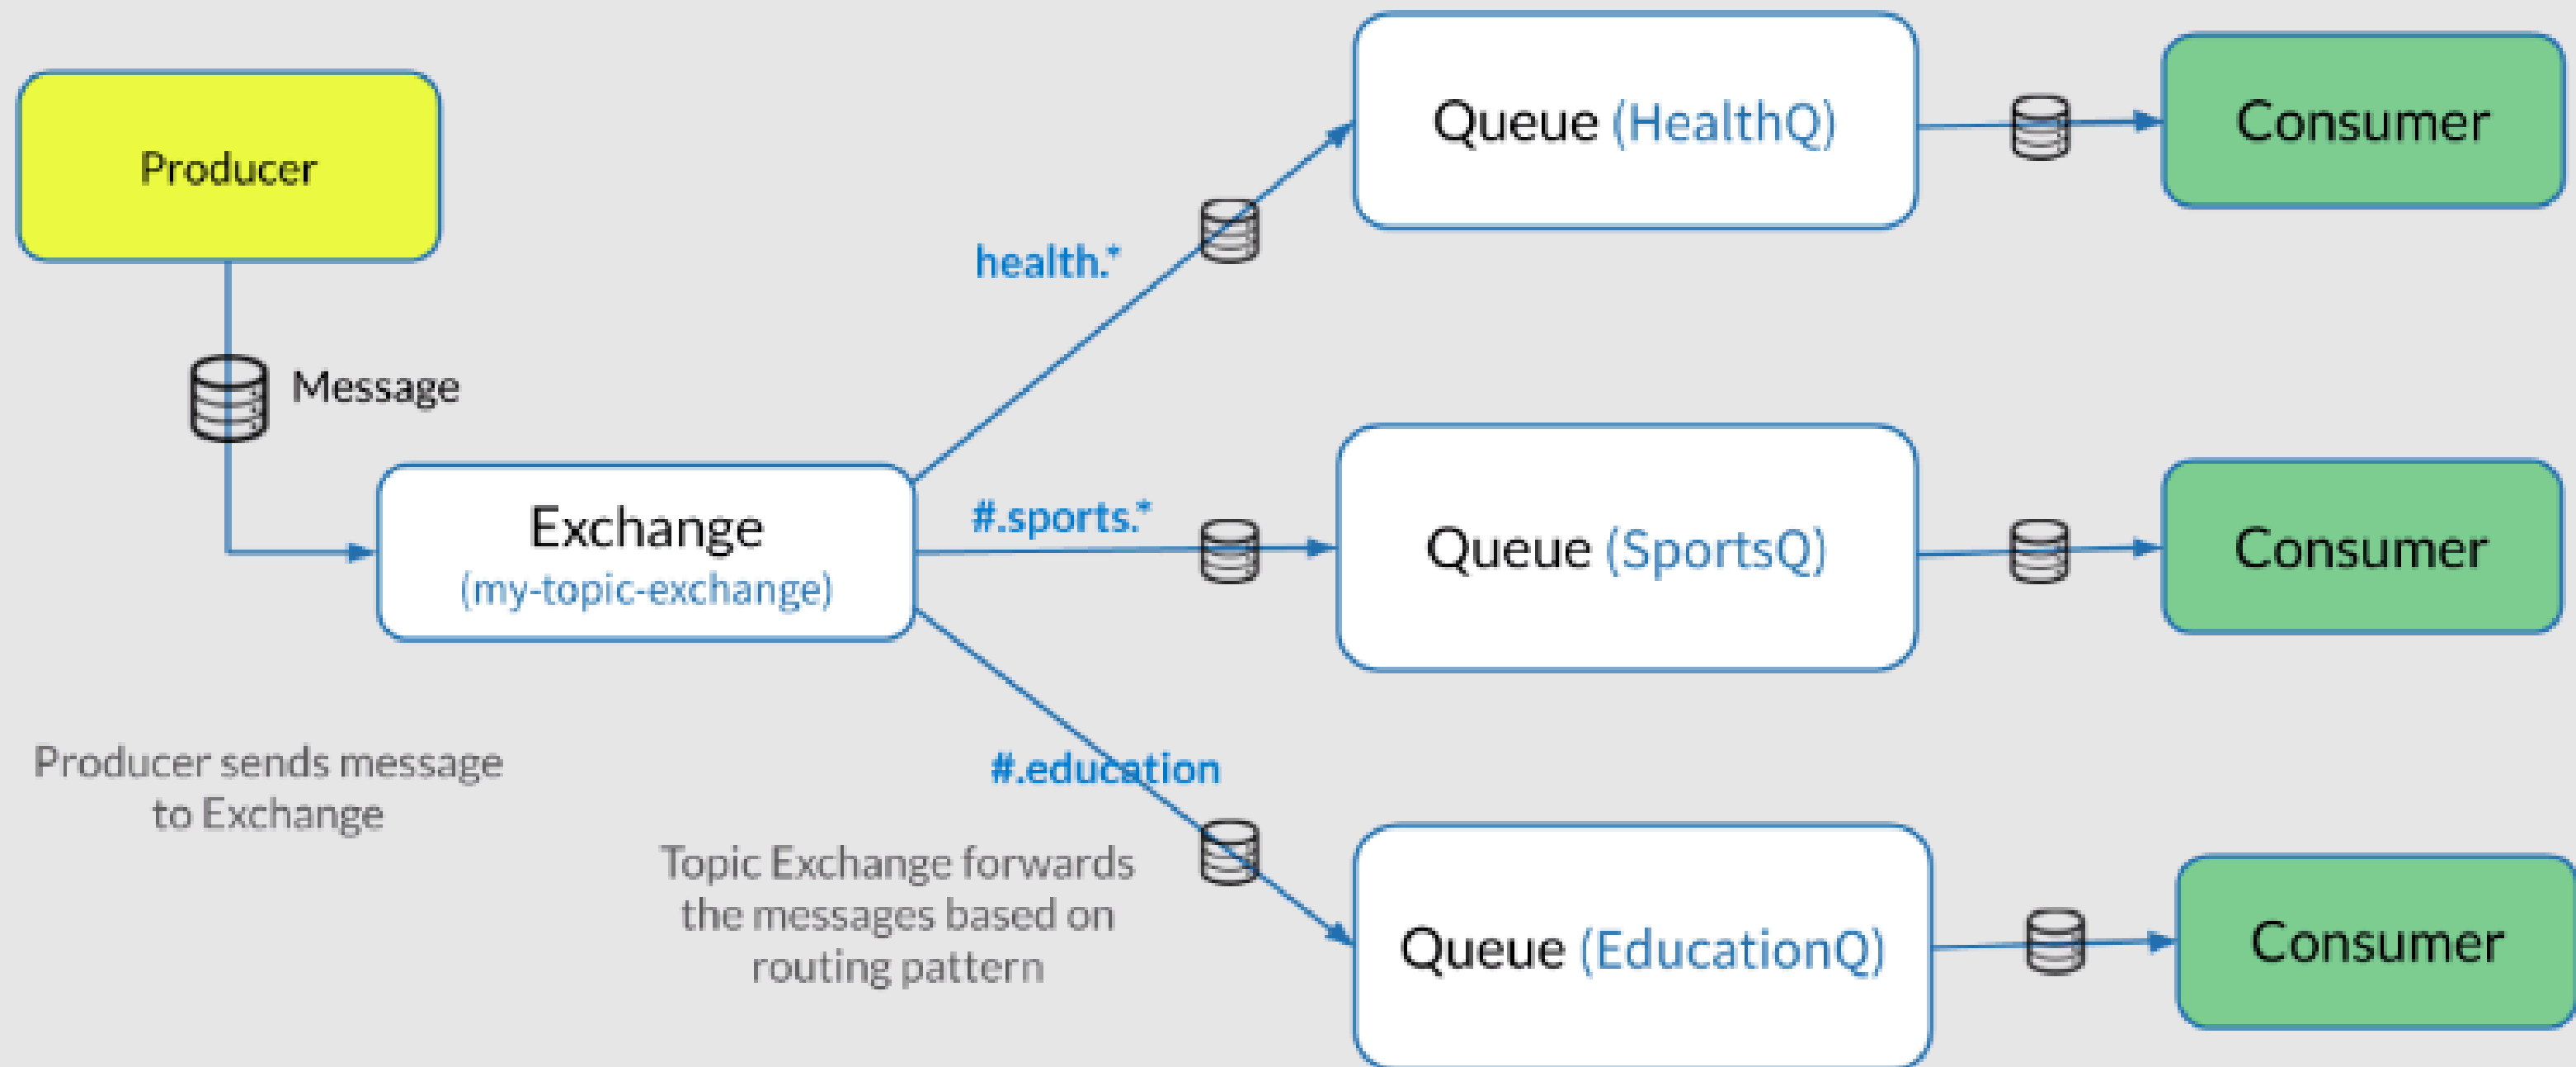 Producer
Message
Exchange
(my-topic-exchange)
Producer sends message
to Exchange
health.*
#.sports.*
#.education
Topic Exchange forwards
the messages based on
routing pattern
Queue (HealthQ)
Consumer
Queue (SportsQ)
Consumer
Queue (EducationQ)
Consumer